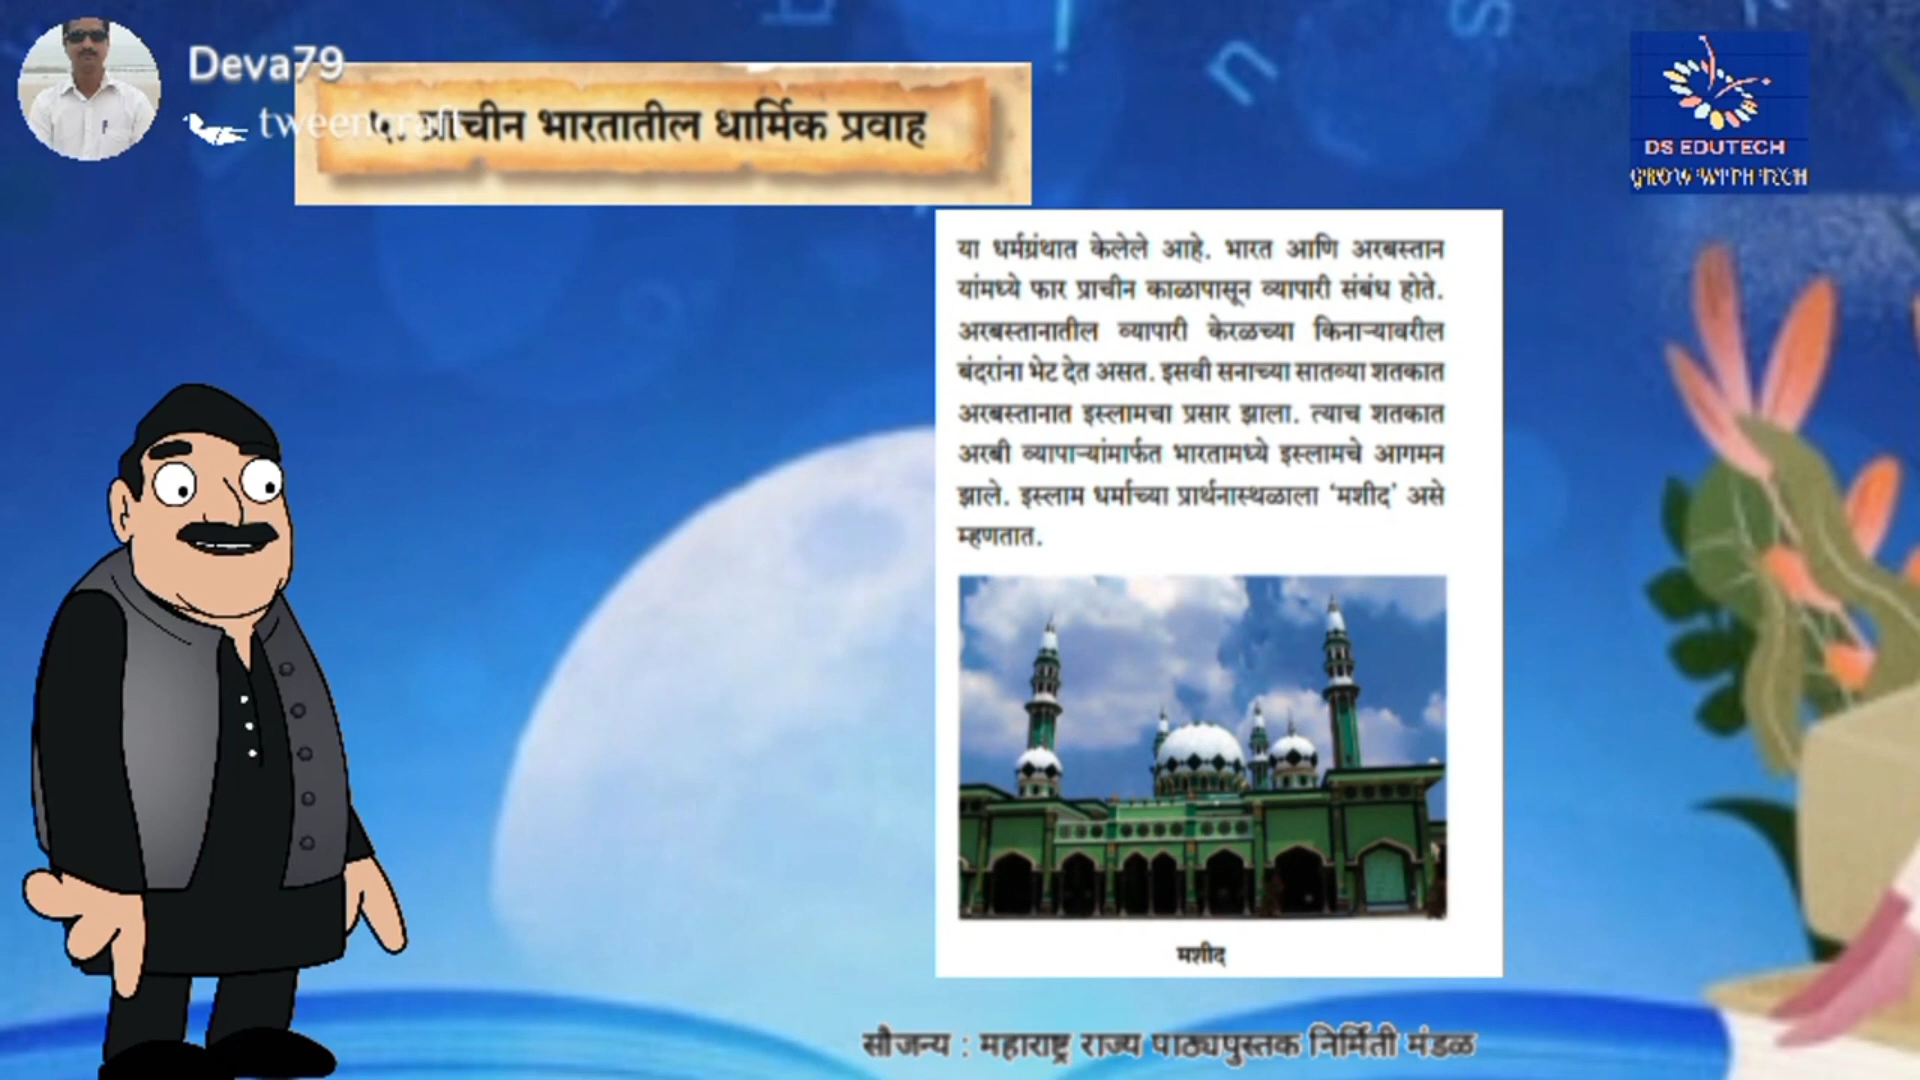 Deva79
tweencraft
५. प्राचीन भारतातील धार्मिक प्रवाह
DS EDUTECH
GROW WITH TECH
या धर्मग्रंथात केलेले आहे. भारत आणि अरबस्तान
यांमध्ये फार प्राचीन काळापासून व्यापारी संबंध होते.
अरबस्तानातील व्यापारी केरळच्या किनाऱ्यावरील
बंदरांना भेट देत असत. इसवी सनाच्या सातव्या शतकात
अरबस्तानात इस्लामचा प्रसार झाला. त्याच शतकात
अरबी व्यापाऱ्यांमार्फत भारतामध्ये इस्लामचे आगमन
झाले. इस्लाम धर्माच्या प्रार्थनास्थळाला ‘मशीद’ असे
म्हणतात.
मशीद
सौजन्य : महाराष्ट्र राज्य पाठ्यपुस्तक निर्मिती मंडळ